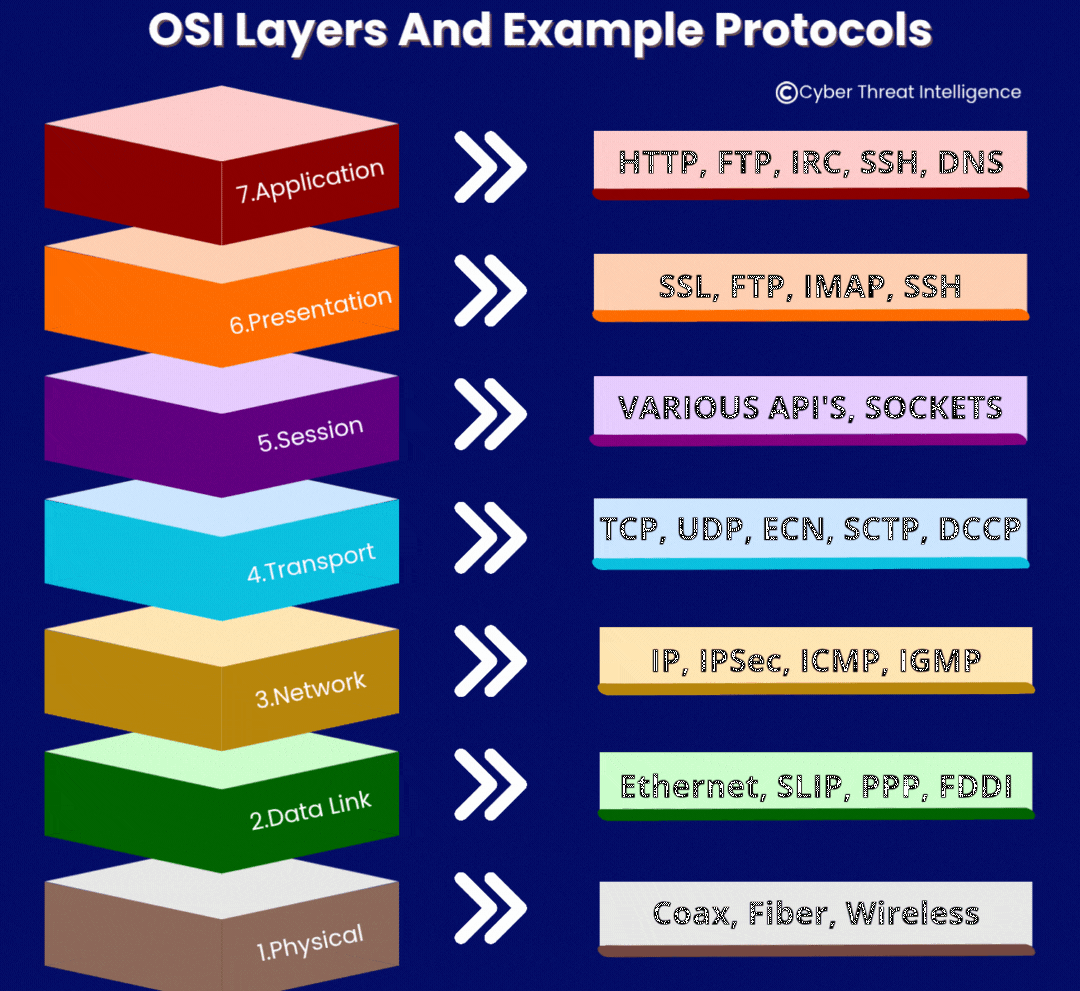 OSI Layers And Example Protocols
©Cyber Threat Intelligence
7.Application
HTTP, FTP, IRC, SSH, DNS
6.Presentation
SSL, FTP, IMAP, SSH
5.Session
VARIOUS API'S, SOCKETS
4.Transport
TCP, UDP, ECN, SCTP, DCCP
3.Network
IP, IPSec, ICMP, IGMP
2.Data Link
Ethernet, SLIP, PPP, FDDI
1.Physical
Coax, Fiber, Wireless